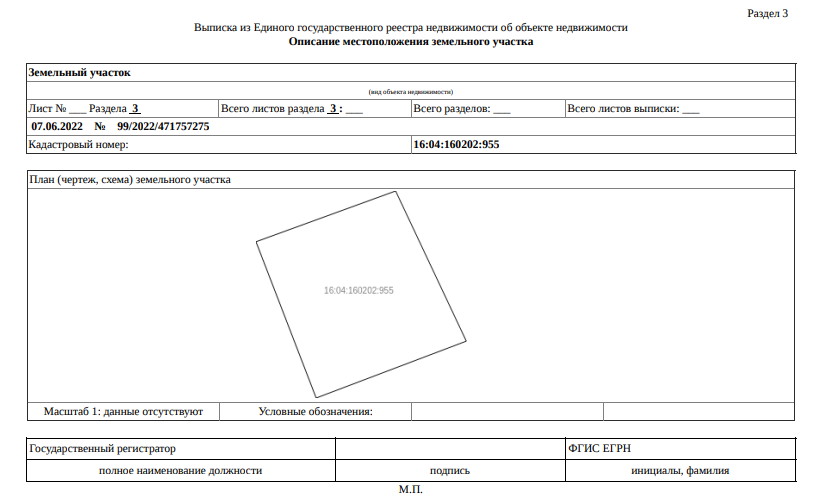 Раздел 3
Выписка из Единого государственного реестра недвижимости об объекте недвижимости
Описание местоположения земельного участка
Земельный участок
(вид объекта недвижимости)
Лист № ___ Раздела 3 Всего листов раздела 3 : ___ Всего разделов: ___ Всего листов выписки: ___
07.06.2022 № 99/2022/471757275
Кадастровый номер: 16:04:160202:955
План (чертеж, схема) земельного участка
16:04:160202:955
Масштаб 1: данные отсутствуют Условные обозначения:
Государственный регистратор ФГИС ЕГРН
полное наименование должности подпись инициалы, фамилия
М.П.